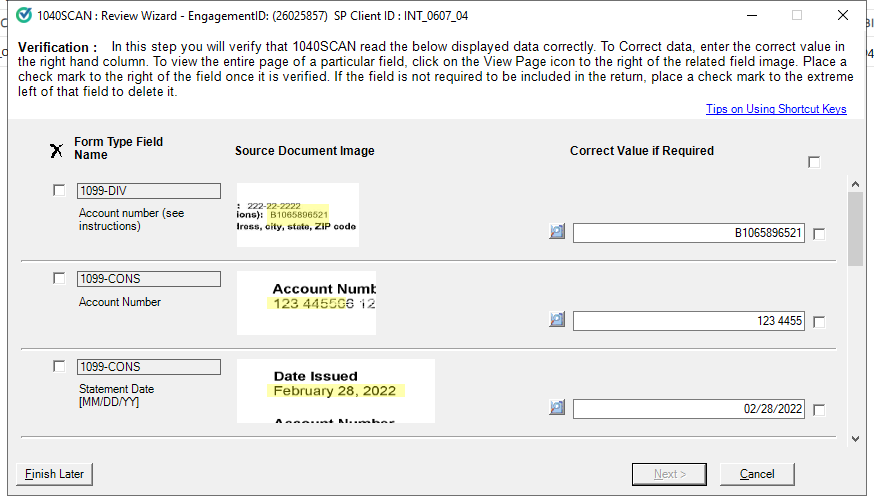 1040SCAN : Review Wizard - EngagementID: (26025857) SP Client ID : INT_0607_04
Verification : In this step you will verify that 1040SCAN read the below displayed data correctly. To Correct data, enter the correct value in
the right hand column. To view the entire page of a particular field, click on the View Page icon to the right of the related field image. Place a
check mark to the right of the field once it is verified. If the field is not required to be included in the return, place a check mark to the extreme
left of that field to delete it.
Tips on Using Shortcut Keys
X Form Type Field
Name
Source Document Image
Correct Value if Required
1099-DIV
Account number (see
instructions)
: 222-22-2222
ions): B1065896521
lress, city, state, ZIP code
B1065896521
1099-CONS
Account Number
Account Numb
123 445506 12
123 4455
1099-CONS
Statement Date
[MM/DD/YY]
Date Issued
February 28, 2022
Account Number
02/28/2022
Finish Later
Next >
Cancel